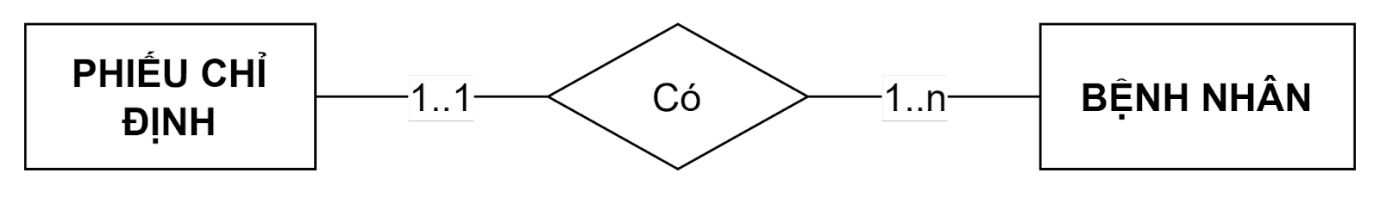 PHIẾU CHỈ
ĐỊNH
1..1
Có
1..n
BỆNH NHÂN